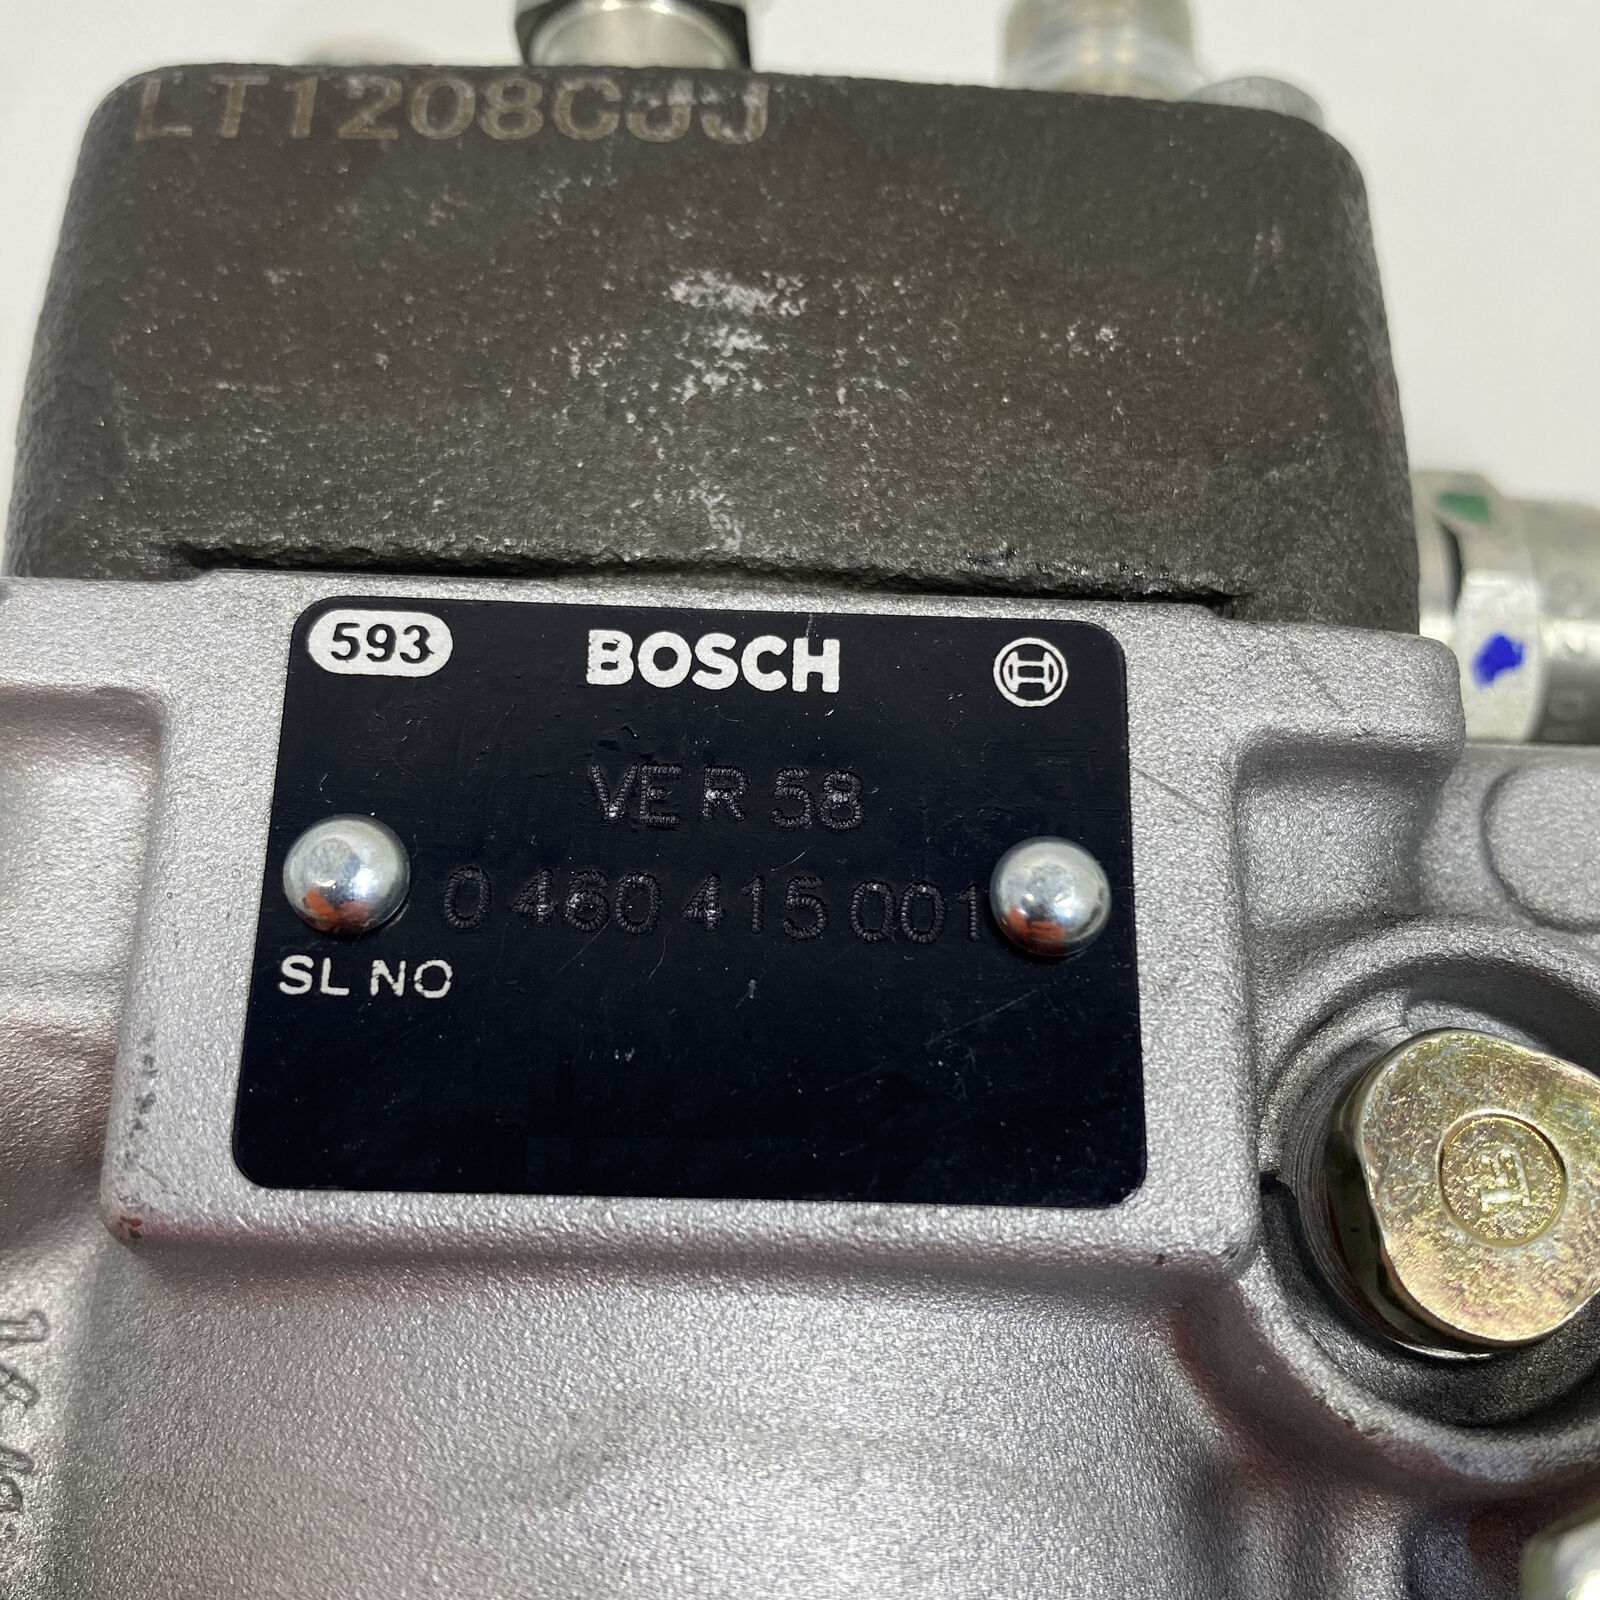 LT1208CJJ
593 BOSCH
VE R 58
0 460 415 001
SL NO